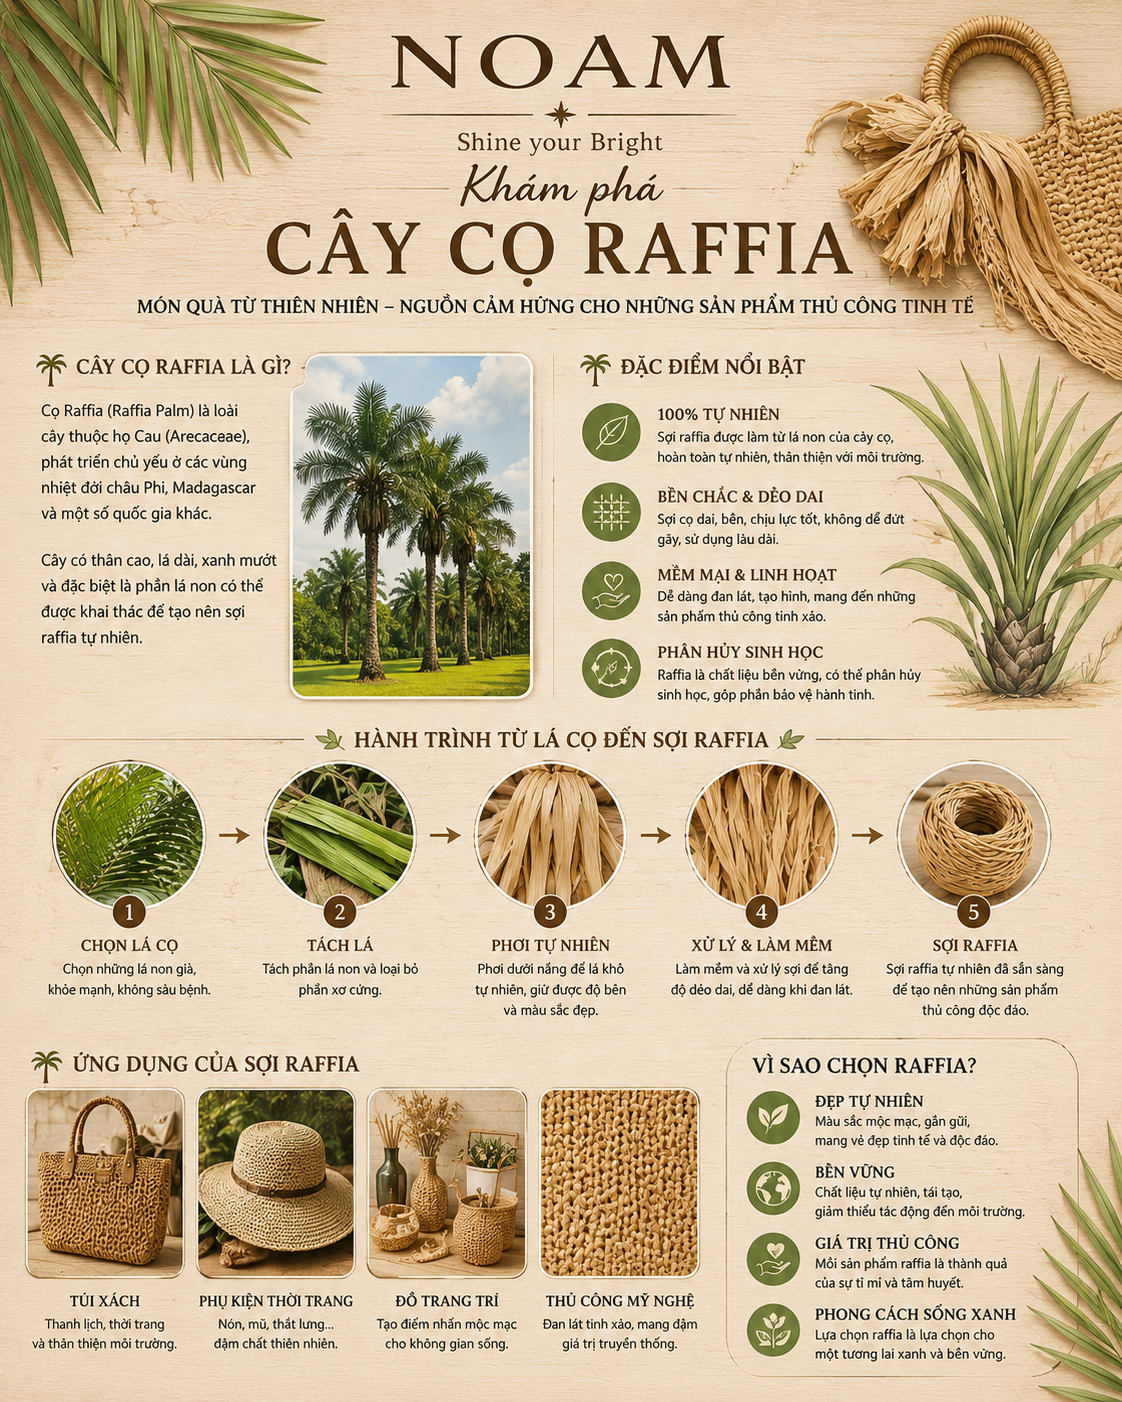 NOAM
Shine your Bright
Khám phá
CÂY CỌ RAFFIA
MÓN QUÀ TỪ THIÊN NHIÊN – NGUỒN CẢM HỨNG CHO NHỮNG SẢN PHẨM THỦ CÔNG TINH TẾ
CÂY CỌ RAFFIA LÀ GÌ?
Cọ Raffia (Raffia Palm) là loài
cây thuộc họ Cau (Arecaceae),
phát triển chủ yếu ở các vùng
nhiệt đới châu Phi, Madagascar
và một số quốc gia khác.
Cây có thân cao, lá dài, xanh mướt
và đặc biệt là phần lá non có thể
được khai thác để tạo nên sợi
raffia tự nhiên.
ĐẶC ĐIỂM NỔI BẬT
100% TỰ NHIÊN
Sợi raffia được làm từ lá non của cây cọ,
hoàn toàn tự nhiên, thân thiện với môi trường.
BỀN CHẮC & DẺO DAI
Sợi cọ dai, bền, chịu lực tốt, không dễ đứt
gãy, sử dụng lâu dài.
MỀM MẠI & LINH HOẠT
Dễ dàng đan lát, tạo hình, mang đến những
sản phẩm thủ công tinh xảo.
PHÂN HỦY SINH HỌC
Raffia là chất liệu bền vững, có thể phân hủy
sinh học, góp phần bảo vệ hành tinh.
HÀNH TRÌNH TỪ LÁ CỌ ĐẾN SỢI RAFFIA
1
CHỌN LÁ CỌ
Chọn những lá non già,
khỏe mạnh, không sâu bệnh.
2
TÁCH LÁ
Tách phần lá non và loại bỏ
phần xơ cứng.
3
PHƠI TỰ NHIÊN
Phơi dưới nắng để lá khô
tự nhiên, giữ được độ bền
và màu sắc đẹp.
4
XỬ LÝ & LÀM MỀM
Làm mềm và xử lý sợi để tăng
độ dẻo dai, dễ dàng khi đan lát.
5
SỢI RAFFIA
Sợi raffia tự nhiên đã sẵn sàng
để tạo nên những sản phẩm
thủ công độc đáo.
ỨNG DỤNG CỦA SỢI RAFFIA
TÚI XÁCH
Thanh lịch, thời trang
và thân thiện môi trường.
PHỤ KIỆN THỜI TRANG
Nón, mũ, thắt lưng...
đậm chất thiên nhiên.
ĐỒ TRANG TRÍ
Tạo điểm nhấn mộc mạc
cho không gian sống.
THỦ CÔNG MỸ NGHỆ
Đan lát tinh xảo, mang đậm
giá trị truyền thống.
VÌ SAO CHỌN RAFFIA?
ĐẸP TỰ NHIÊN
Màu sắc mộc mạc, gần gũi,
mang vẻ đẹp tinh tế và độc đáo.
BỀN VỮNG
Chất liệu tự nhiên, tái tạo,
giảm thiểu tác động đến môi trường.
GIÁ TRỊ THỦ CÔNG
Mỗi sản phẩm raffia là thành quả
của sự tỉ mỉ và tâm huyết.
PHONG CÁCH SỐNG XANH
Lựa chọn raffia là lựa chọn cho
một tương lai xanh và bền vững.